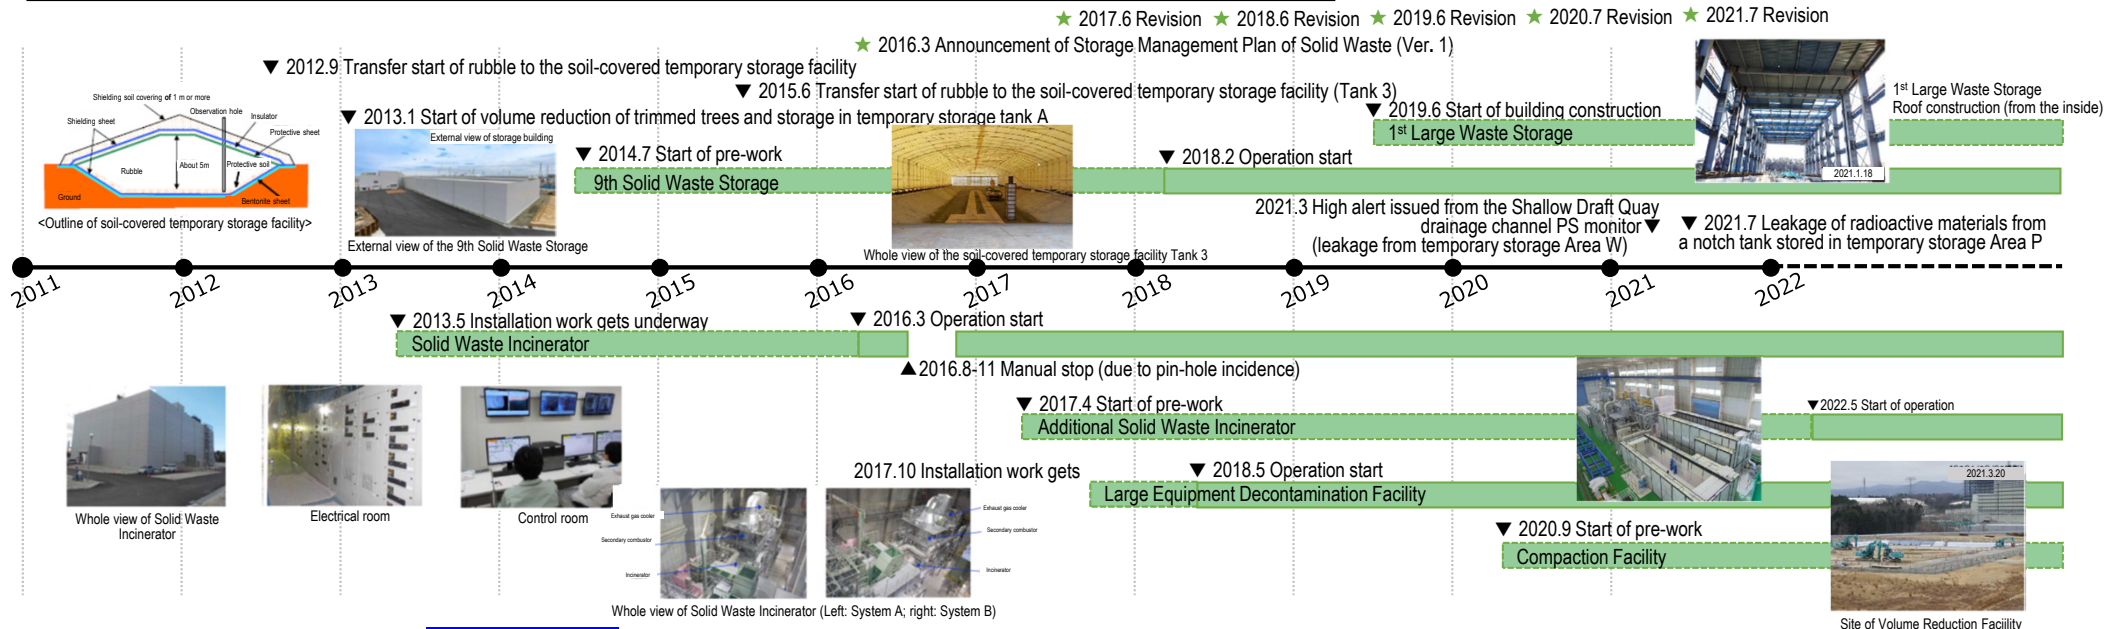 ★ 2017.6 Revision ★ 2018.6 Revision ★ 2019.6 Revision ★ 2020.7 Revision ★ 2021.7 Revision
★ 2016.3 Announcement of Storage Management Plan of Solid Waste (Ver. 1)
▼ 2012.9 Transfer start of rubble to the soil-covered temporary storage facility
▼ 2015.6 Transfer start of rubble to the soil-covered temporary storage facility (Tank 3)
▼ 2013.1 Start of volume reduction of trimmed trees and storage in temporary storage tank A
Shielding soil covering of 1 m or more
Observation hole
Shielding sheet
Insulator
Protective sheet
About 5m
Protective soil
Rubble
Ground
Bentonite sheet
<Outline of soil-covered temporary storage facility>
External view of storage building
External view of the 9th Solid Waste Storage
▼ 2014.7 Start of pre-work
9th Solid Waste Storage
▼ 2018.2 Operation start
Whole view of the soil-covered temporary storage facility Tank 3
▼ 2019.6 Start of building construction
1st Large Waste Storage
2021.1.18
1st Large Waste Storage
Roof construction (from the inside)
2021.3 High alert issued from the Shallow Draft Quay
drainage channel PS monitor ▼
(leakage from temporary storage Area W)
▼ 2021.7 Leakage of radioactive materials from
a notch tank stored in temporary storage Area P
2011 2012 2013 2014 2015 2016 2017 2018 2019 2020 2021 2022
▼ 2013.5 Installation work gets underway
Solid Waste Incinerator
▼ 2016.3 Operation start
▲ 2016.8-11 Manual stop (due to pin-hole incidence)
▼ 2017.4 Start of pre-work
Additional Solid Waste Incinerator
▼ 2022.5 Start of operation
2017.10 Installation work gets
▼ 2018.5 Operation start
Large Equipment Decontamination Facility
▼ 2020.9 Start of pre-work
Compaction Facility
2021.3.20
Site of Volume Reduction Faciility
Whole view of Solid Waste
Incinerator
Electrical room
Control room
Exhaust gas cooler
Secondary combustor
Incinerator
Exhaust gas cooler
Secondary combustor
Incinerator
Whole view of Solid Waste Incinerator (Left: System A; right: System B)